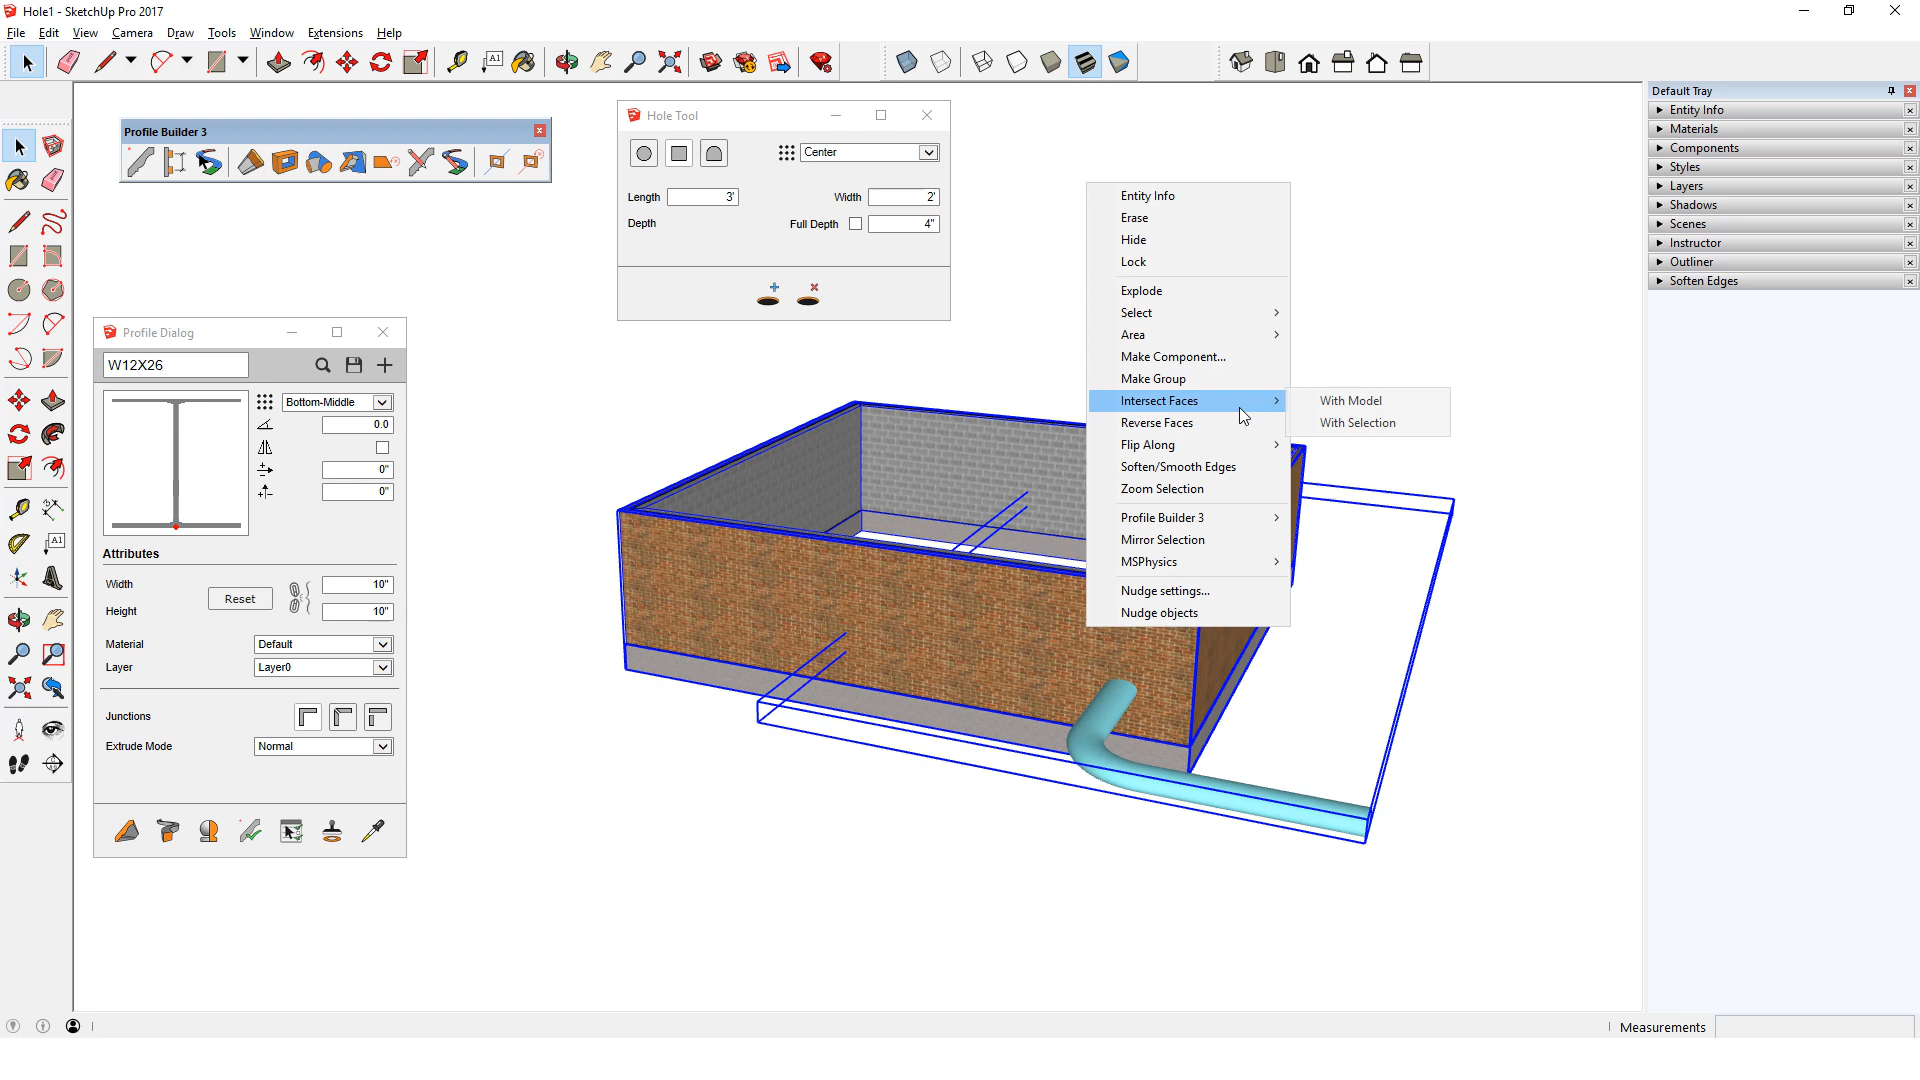 Hole1 - SketchUp Pro 2017
File Edit View Camera Draw Tools Window Extensions Help
A1
Default Tray
Entity Info
Materials
Components
Styles
Layers
Shadows
Scenes
Instructor
Outliner
Soften Edges
Profile Builder 3
Hole Tool
Center
Length 3' Width 2'
Depth Full Depth 4"
Profile Dialog
W12X26
Bottom-Middle
0.0
0"
0"
Attributes
Width 10"
Reset
Height 10"
Material Default
Layer Layer0
Junctions
Extrude Mode Normal
Entity Info
Erase
Hide
Lock
Explode
Select
Area
Make Component...
Make Group
Intersect Faces
Reverse Faces
Flip Along
Soften/Smooth Edges
Zoom Selection
Profile Builder 3
Mirror Selection
MSPhysics
Nudge settings...
Nudge objects
With Model
With Selection
A1
Measurements